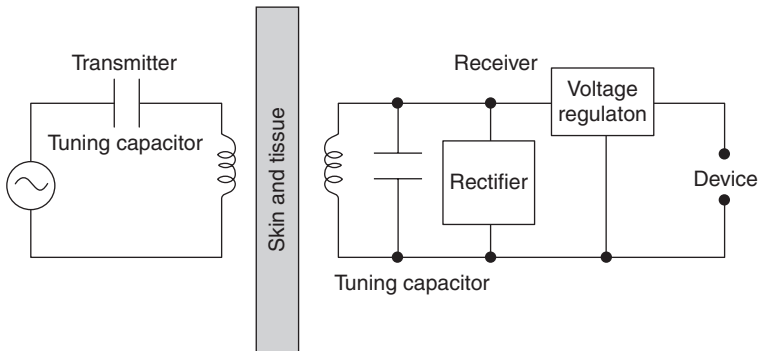 Transmitter
Tuning capacitor
Skin and tissue
Receiver
Voltage
regulaton
Rectifier
Device
Tuning capacitor